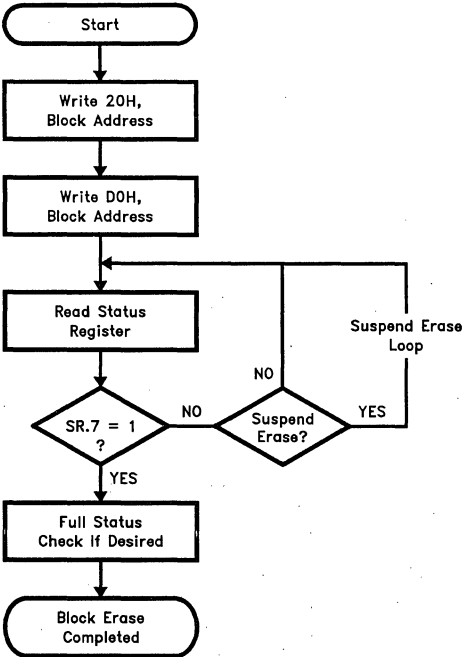 Start
Write 20H,
Block Address
Write D0H,
Block Address
Read Status
Register
Suspend Erase
Loop
NO
SR.7 = 1
?
NO
Suspend
Erase?
YES
YES
Full Status
Check if Desired
Block Erase
Completed